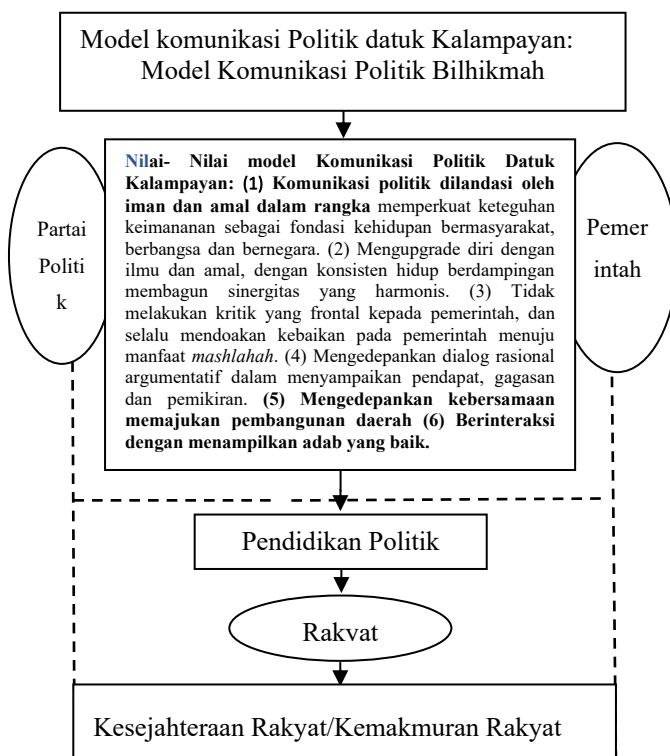 Model komunikasi Politik datuk Kalampayan:
Model Komunikasi Politik Bilhikmah
Partai
Politi
k
Nilai- Nilai model Komunikasi Politik Datuk
Kalampayan: (1) Komunikasi politik dilandasi oleh
iman dan amal dalam rangka memperkuat keteguhan
keimananan sebagai fondasi kehidupan bermasyarakat,
berbangsa dan bernegara. (2) Mengupgrade diri dengan
ilmu dan amal, dengan konsisten hidup berdampingan
membagun sinergitas yang harmonis. (3) Tidak
melakukan kritik yang frontal kepada pemerintah, dan
selalu mendoakan kebaikan pada pemerintah menuju
manfaat mashlahah. (4) Mengedepankan dialog rasional
argumentatif dalam menyampaikan pendapat, gagasan
dan pemikiran. (5) Mengedepankan kebersamaan
memajukan pembangunan daerah (6) Berinteraksi
dengan menampilkan adab yang baik.
Pemer
intah
Pendidikan Politik
Rakvat
Kesejahteraan Rakyat/Kemakmuran Rakyat